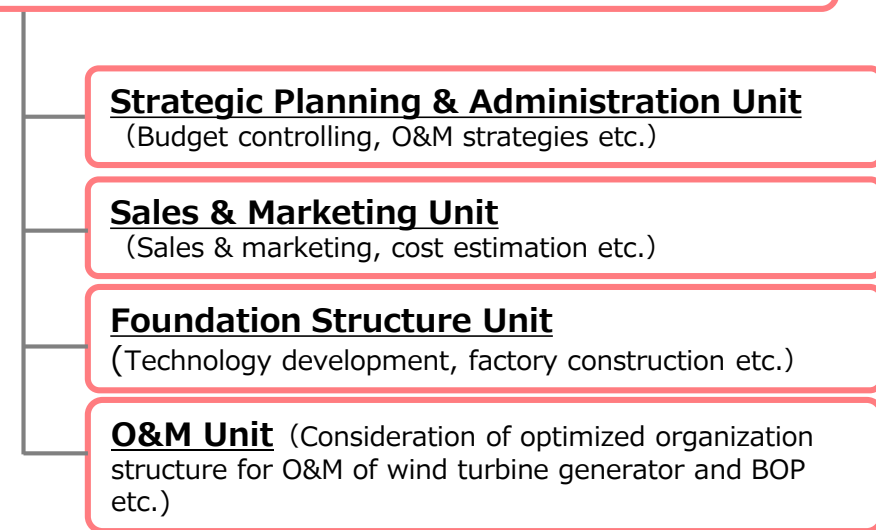 Strategic Planning & Administration Unit
（Budget controlling, O&M strategies etc.）
Sales & Marketing Unit
（Sales & marketing, cost estimation etc.）
Foundation Structure Unit
(Technology development, factory construction etc.）
O&M Unit（Consideration of optimized organization
structure for O&M of wind turbine generator and BOP
etc.）